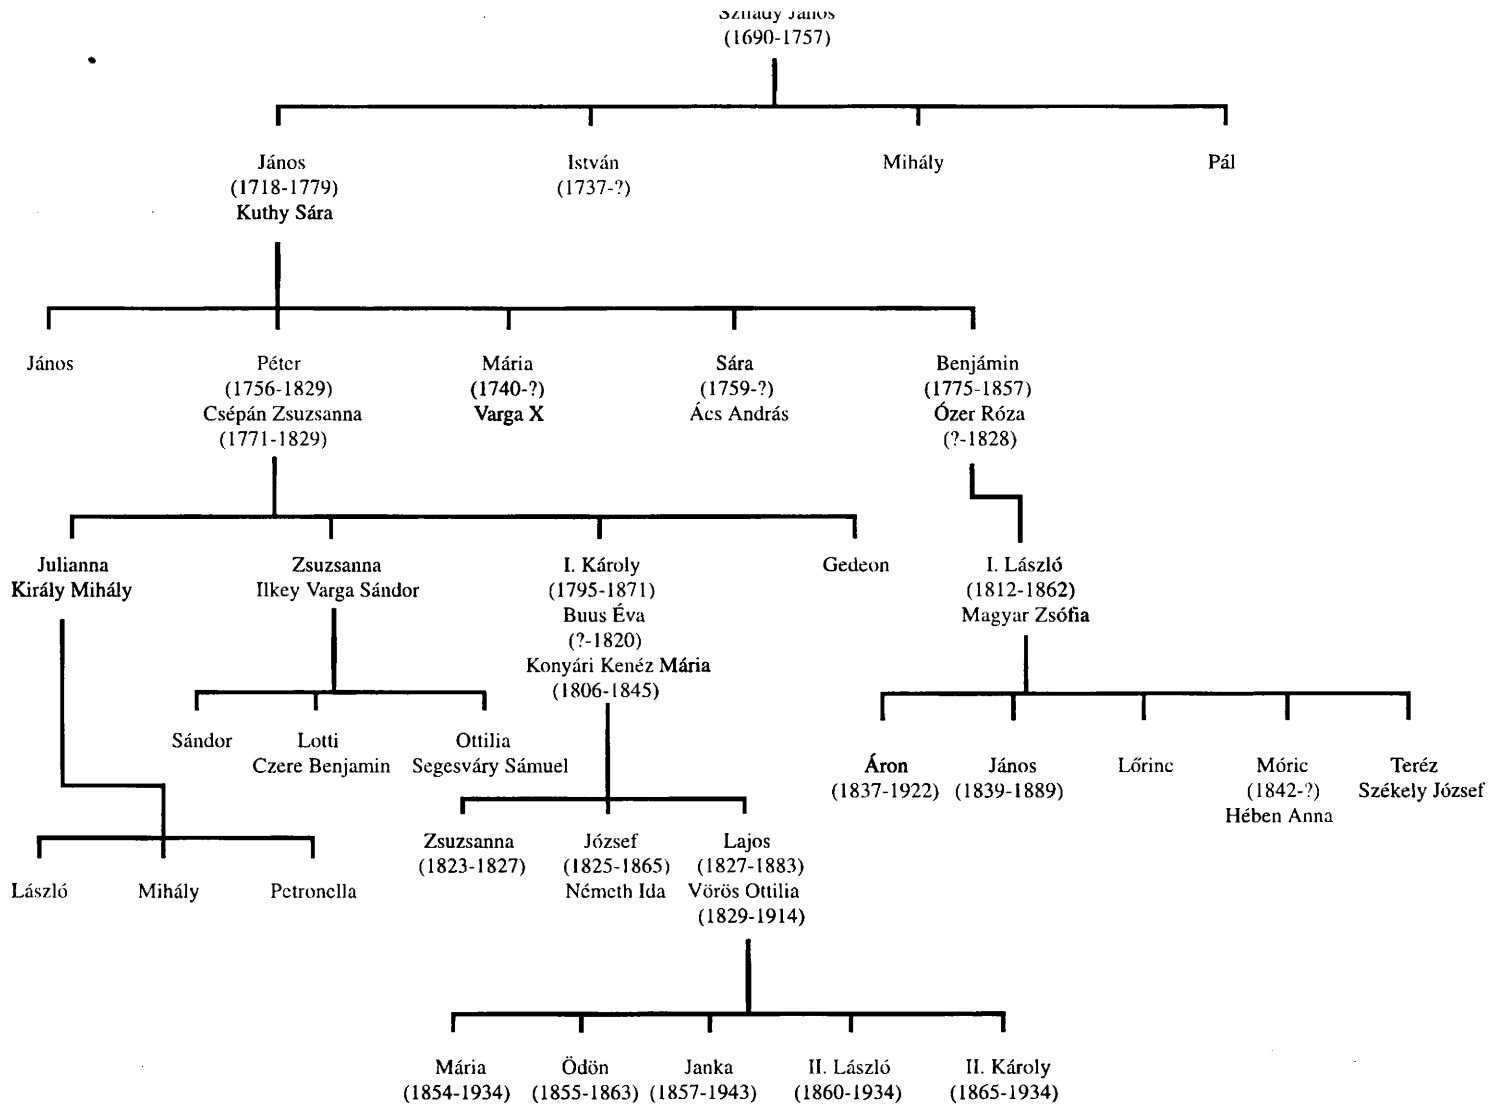 János
(1690-1757)
János
(1718-1779)
Kuthy Sára
István
(1737-?)
Mihály
Pál
János
Péter
(1756-1829)
Csépán Zsuzsanna
(1771-1829)
Mária
(1740-?)
Varga X
Sára
(1759-?)
Ács András
Benjámin
(1775-1857)
Ózer Róza
(?-1828)
Julianna
Király Mihály
Zsuzsanna
Ilkey Varga Sándor
I. Károly
(1795-1871)
Buus Éva
(?-1820)
Konyári Kenéz Mária
(1806-1845)
Gedeon
I. László
(1812-1862)
Magyar Zsófia
Sándor
Lotti
Czere Benjamin
Ottilia
Segesváry Sámuel
Áron
(1837-1922)
János
(1839-1889)
Lőrinc
Móric
(1842-?)
Hében Anna
Teréz
Székely József
László
Mihály
Petronella
Zsuzsanna
(1823-1827)
József
(1825-1865)
Németh Ida
Lajos
(1827-1883)
Vörös Ottilia
(1829-1914)
Mária
(1854-1934)
Ödön
(1855-1863)
Janka
(1857-1943)
II. László
(1860-1934)
II. Károly
(1865-1934)